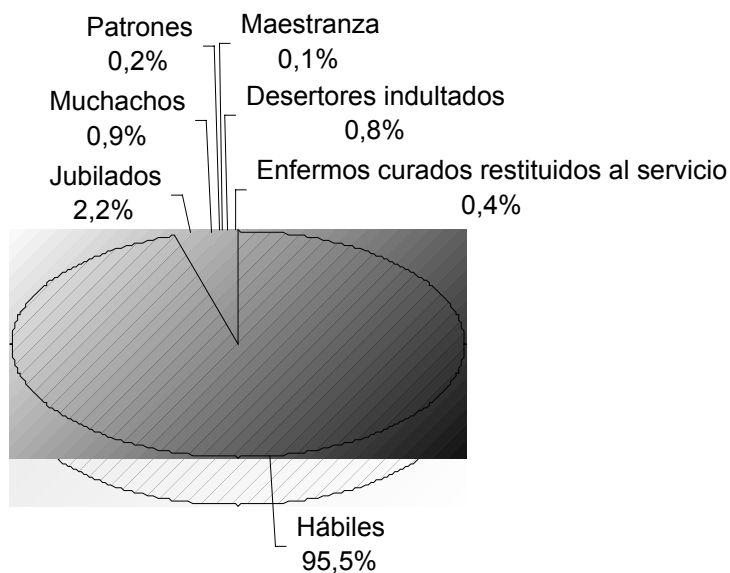 Patrones
0,2%
Maestranza
0,1%
Muchachos
0,9%
Desertores indultados
0,8%
Jubilados
2,2%
Enfermos curados restituidos al servicio
0,4%
Hábiles
95,5%